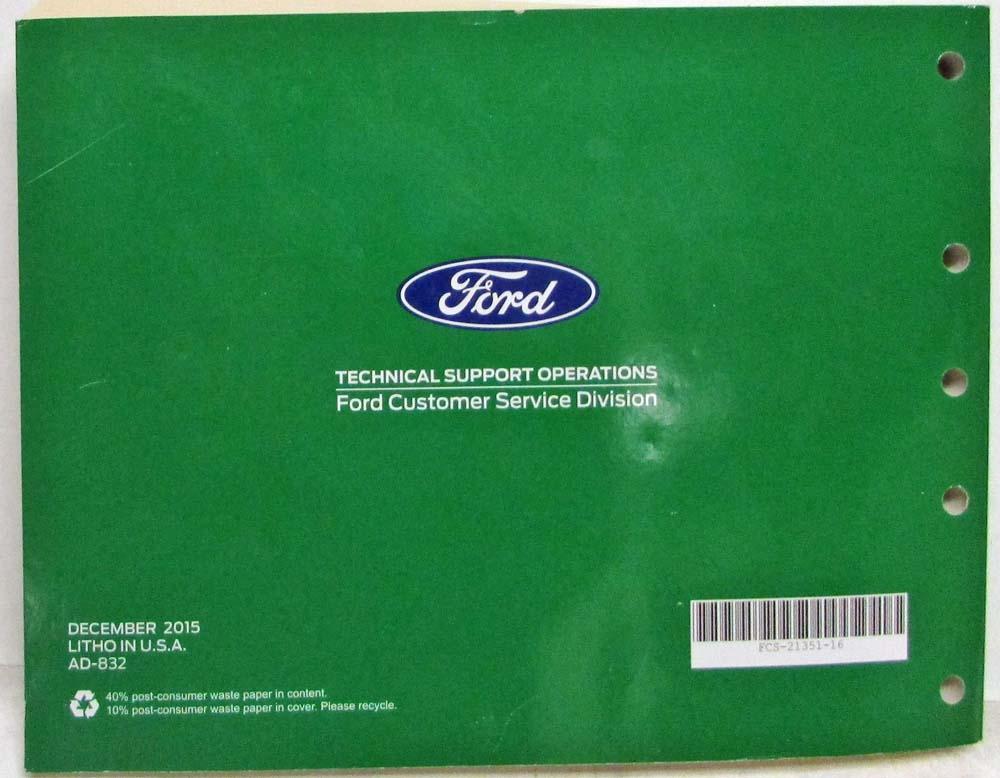 Ford
TECHNICAL SUPPORT OPERATIONS
Ford Customer Service Division
DECEMBER 2015
LITHO IN U.S.A.
AD-832
40% post-consumer waste paper in content.
10% post-consumer waste paper in cover. Please recycle.
FCS-21351-16